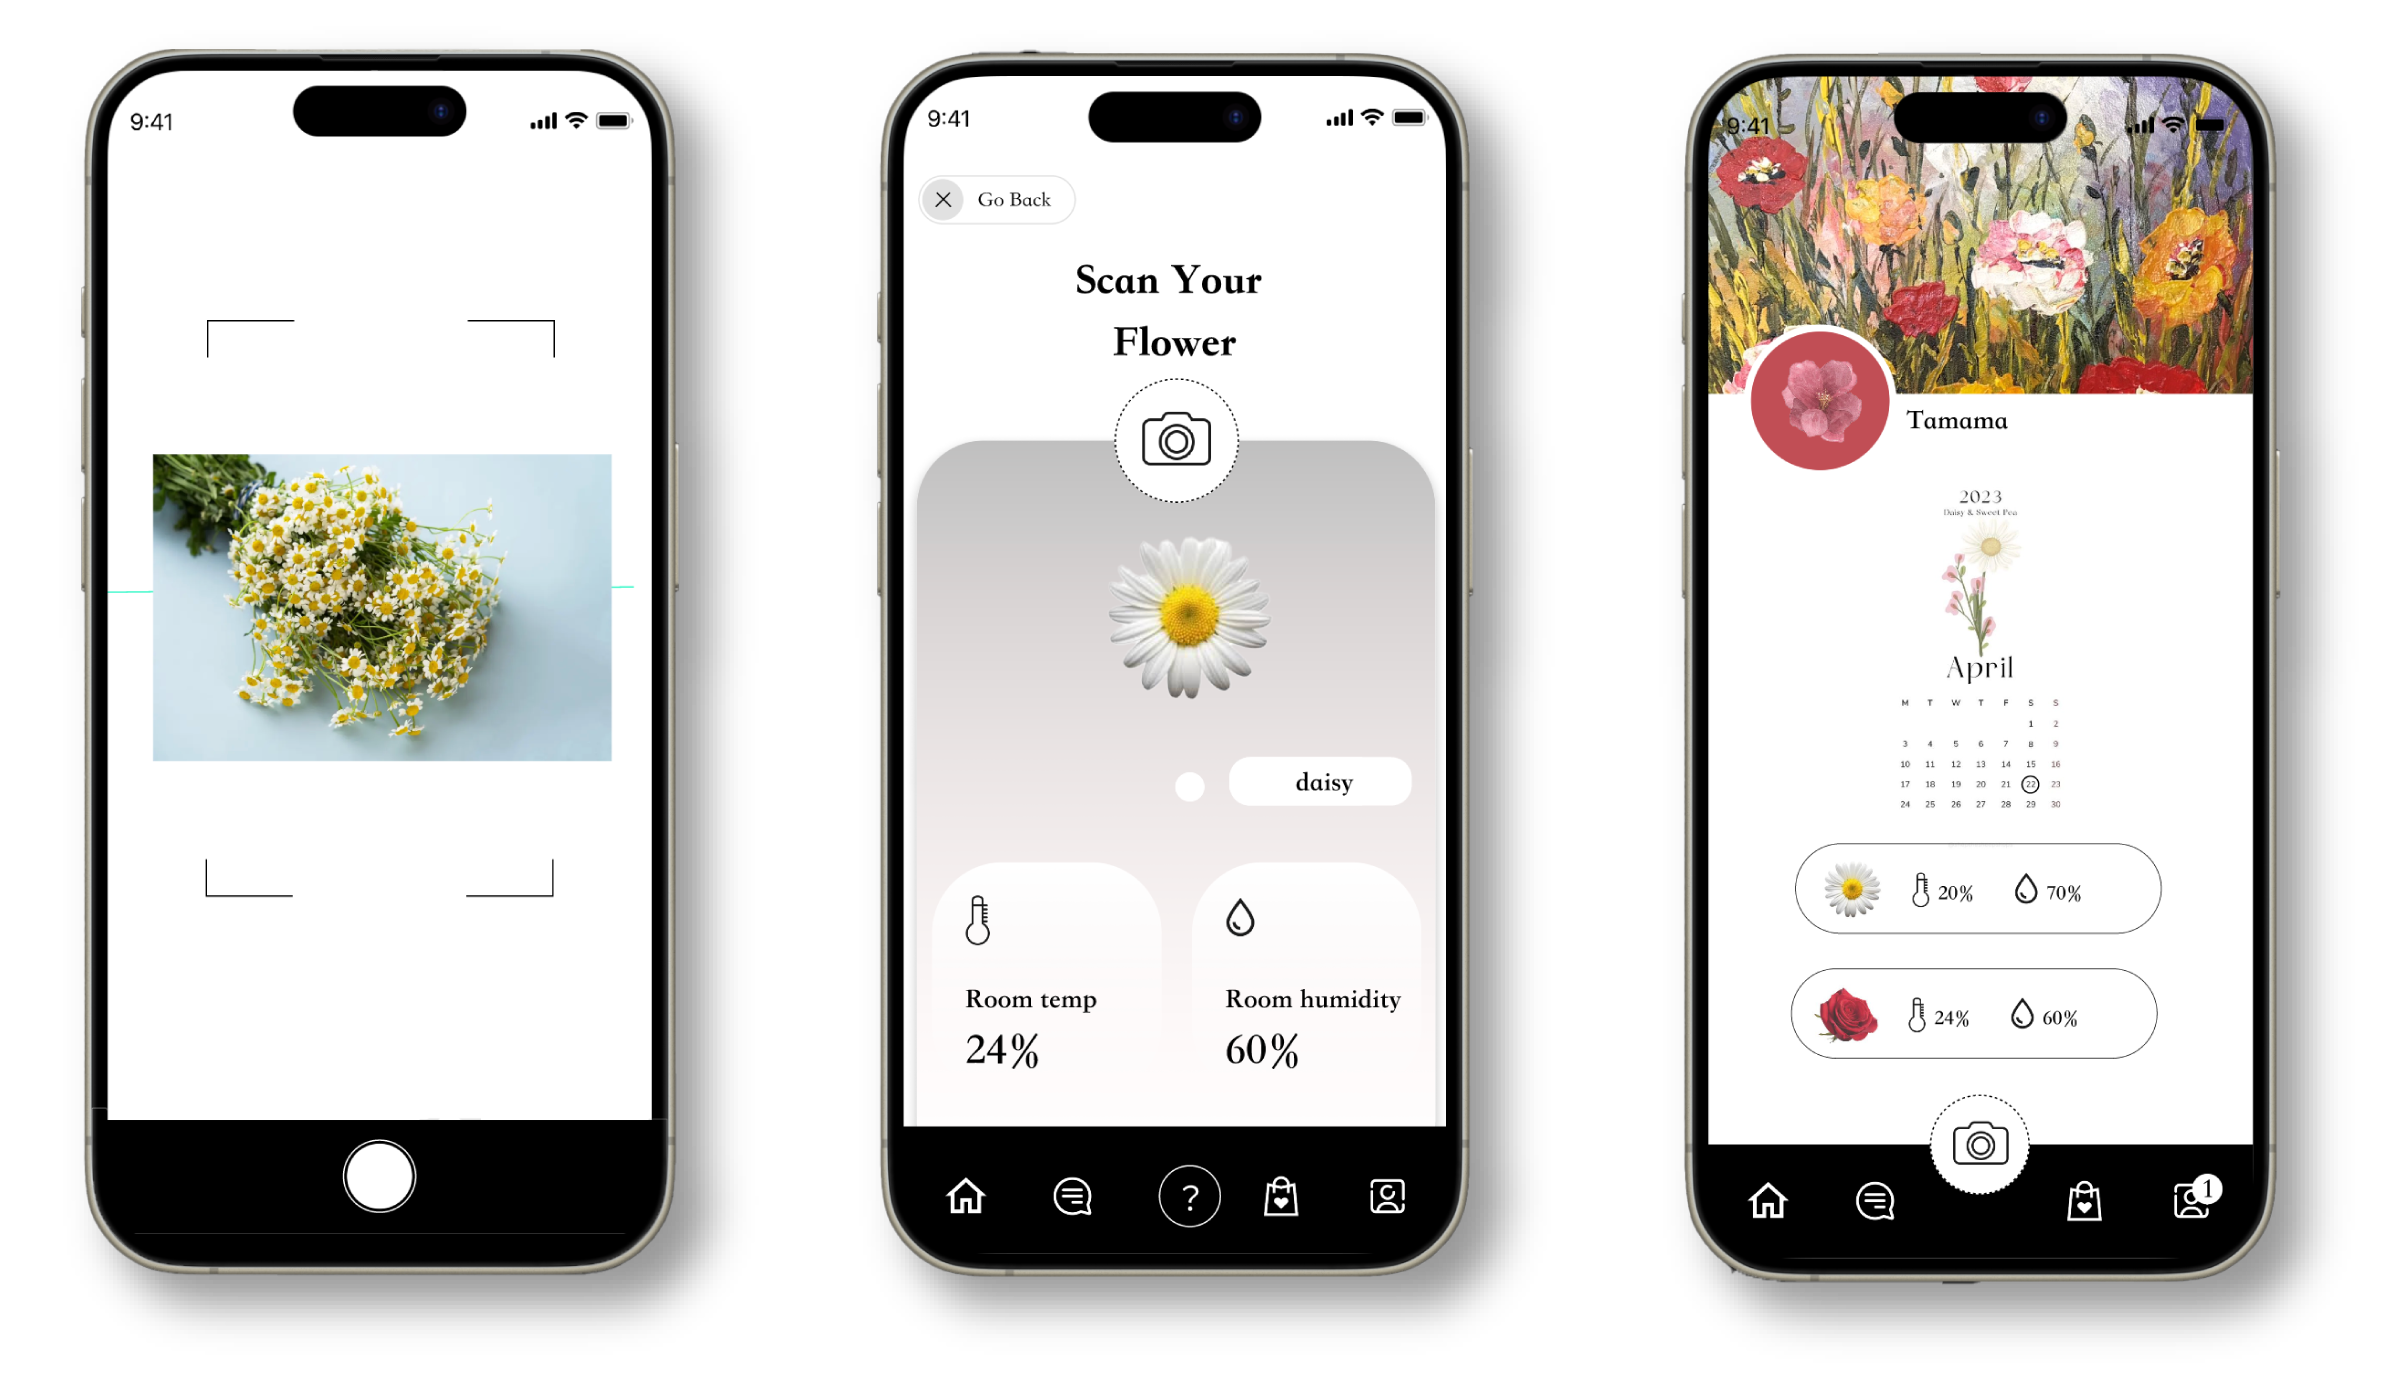 9:41
9:41
Go Back
Scan Your
Flower
daisy
Room temp
24%
Room humidity
60%
?
9:41
Tamama
2023
Daisy & Sweet Pea
April
M T W T F S S
1 2
3 4 5 6 7 8 9
10 11 12 13 14 15 16
17 18 19 20 21 22 23
24 25 26 27 28 29 30
20% 70%
24% 60%
1